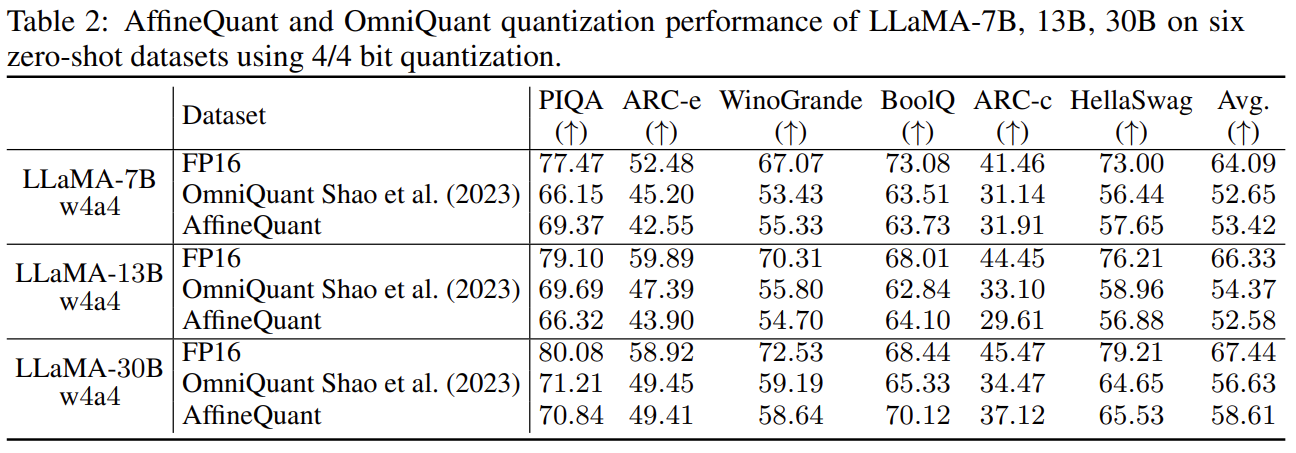 Table 2: AffineQuant and OmniQuant quantization performance of LLaMA-7B, 13B, 30B on six
zero-shot datasets using 4/4 bit quantization.
Dataset PIQA (↑) ARC-e (↑) WinoGrande (↑) BoolQ (↑) ARC-c (↑) HellaSwag (↑) Avg. (↑)
LLaMA-7B w4a4
FP16 77.47 52.48 67.07 73.08 41.46 73.00 64.09
OmniQuant Shao et al. (2023) 66.15 45.20 53.43 63.51 31.14 56.44 52.65
AffineQuant 69.37 42.55 55.33 63.73 31.91 57.65 53.42
LLaMA-13B w4a4
FP16 79.10 59.89 70.31 68.01 44.45 76.21 66.33
OmniQuant Shao et al. (2023) 69.69 47.39 55.80 62.84 33.10 58.96 54.37
AffineQuant 66.32 43.90 54.70 64.10 29.61 56.88 52.58
LLaMA-30B w4a4
FP16 80.08 58.92 72.53 68.44 45.47 79.21 67.44
OmniQuant Shao et al. (2023) 71.21 49.45 59.19 65.33 34.47 64.65 56.63
AffineQuant 70.84 49.41 58.64 70.12 37.12 65.53 58.61